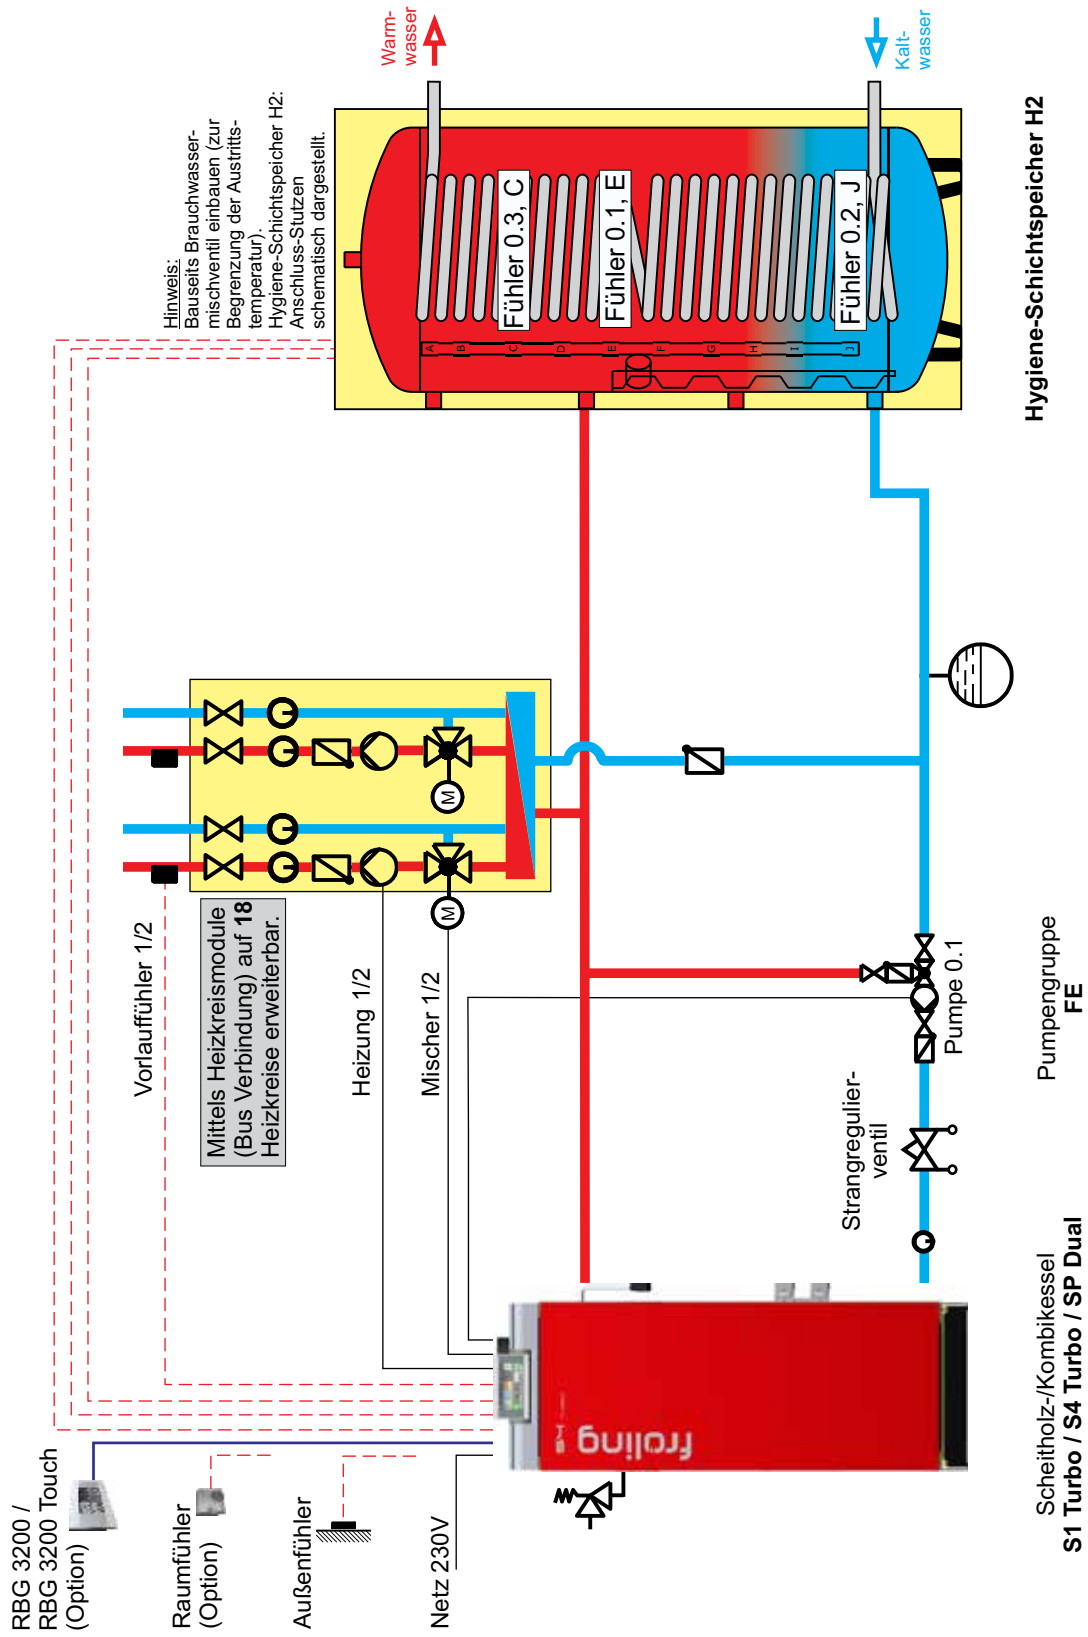 RBG 3200 /
RBG 3200 Touch
(Option)
Raumfühler
(Option)
Außenfühler
Netz 230V
Vorlauffühler 1/2
Mittels Heizkreismodule
(Bus Verbindung) auf 18
Heizkreise erweiterbar.
Heizung 1/2
Mischer 1/2
M
M
Hinweis:
Bauseits Brauchwasser-
mischventil einbauen (zur
Begrenzung der Austritts-
temperatur).
Hygiene-Schichtspeicher H2:
Anschluss-Stutzen
schematisch dargestellt.
Warm-
wasser
Kalt-
wasser
Fühler 0.3, C
Fühler 0.1, E
Fühler 0.2, J
A
B
C
D
E
F
G
H
I
J
Hygiene-Schichtspeicher H2
froling
Strangregulier-
ventil
Pumpe 0.1
Pumpengruppe
FE
Scheitholz-/Kombikessel
S1 Turbo / S4 Turbo / SP Dual